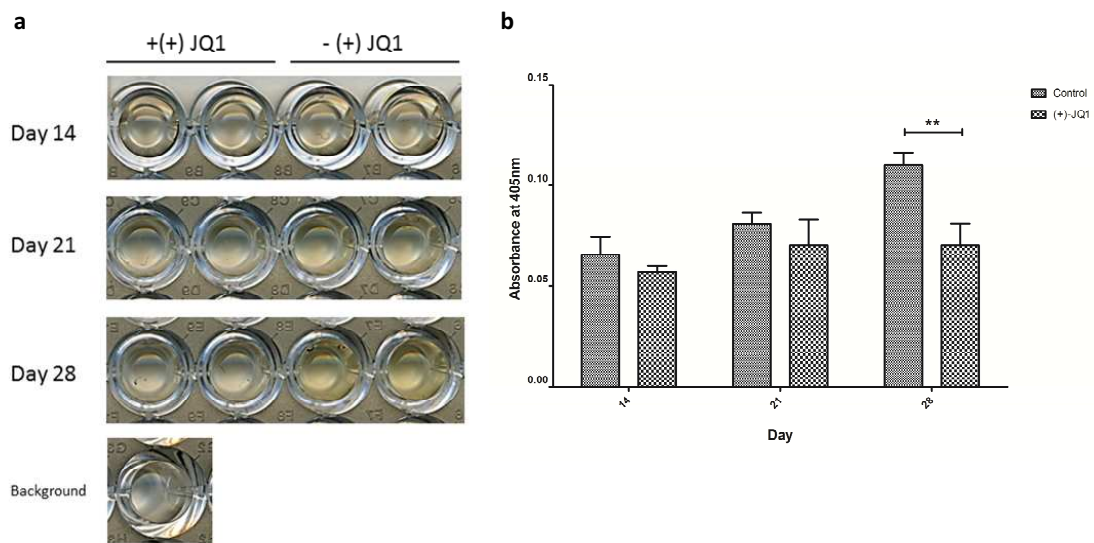 a
+(+) JQ1
- (+) JQ1
Day 14
Day 21
Day 28
Background
b
0.15
0.10
0.05
0.00
Absorbance at 405nm
14
21
28
Day
**
Control
(+)-JQ1